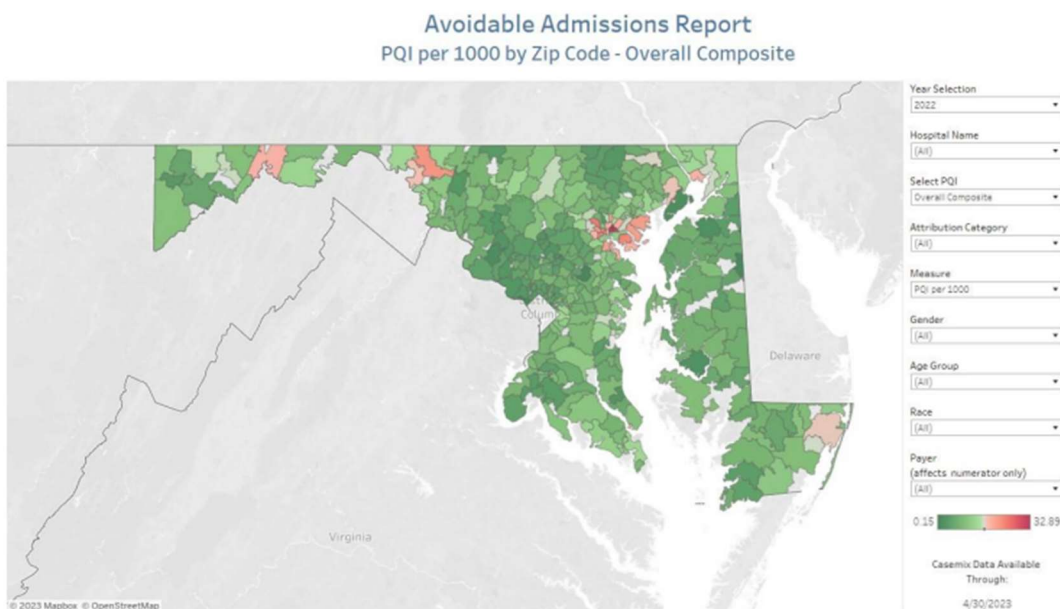 Avoidable Admissions Report
PQI per 1000 by Zip Code - Overall Composite
Year Selection
2022
Hospital Name
(All)
Select PQI
Overall Composite
Attribution Category
(All)
Measure
PQI per 1000
Gender
(All)
Age Group
(All)
Race
(All)
Payer
(affects numerator only)
(All)
0.15 32.89
Casemix Data Available
Through:
4/30/2023
Delaware
Virginia
© 2023 Mapbox © OpenStreetMap